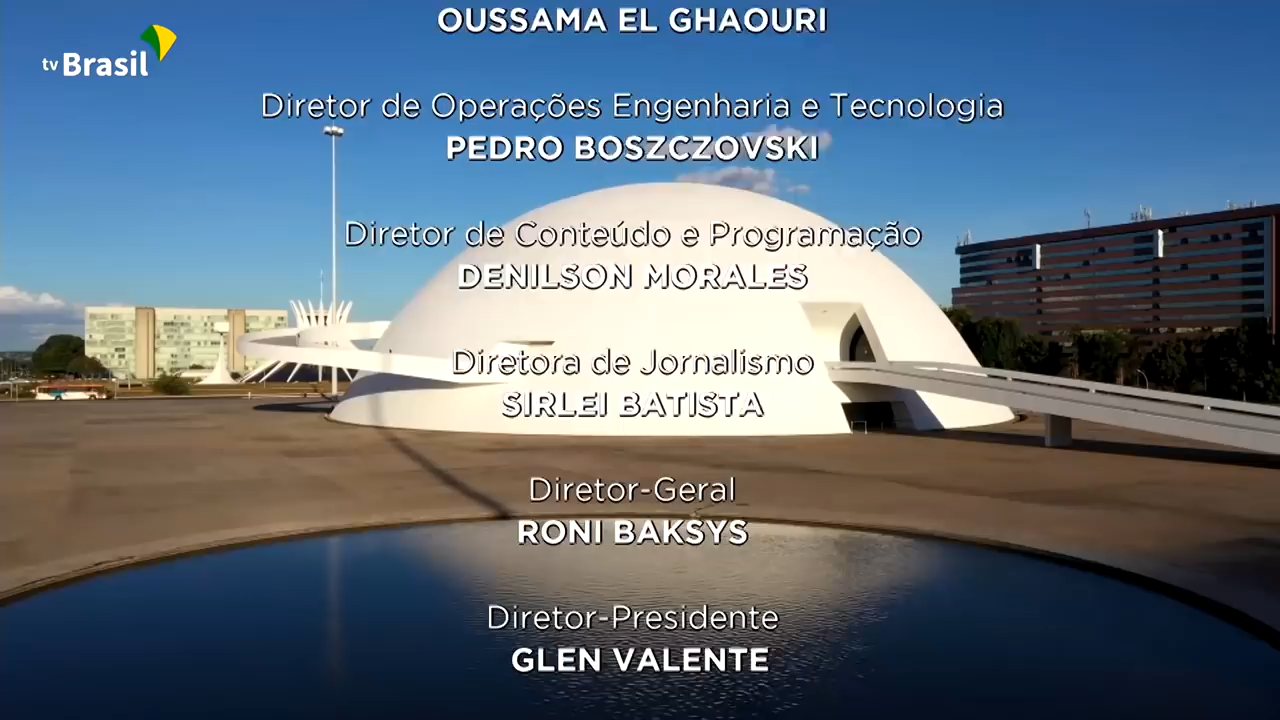 OUSSAMA EL GHAOURI
tv Brasil
Diretor de Operações Engenharia e Tecnologia
PEDRO BOSZCZOVSKI
Diretor de Conteúdo e Programação
DENILSON MORALES
Diretora de Jornalismo
SIRLEI BATISTA
Diretor-Geral
RONI BAKSYS
Diretor-Presidente
GLEN VALENTE